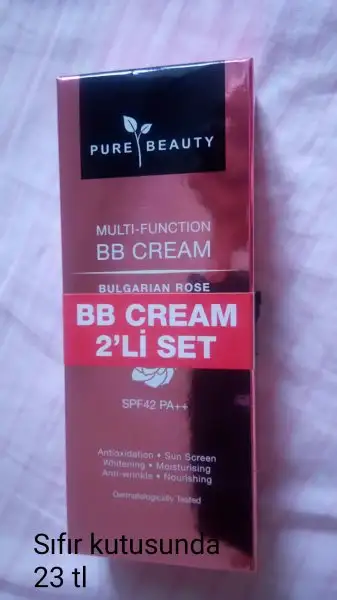 PURE BEAUTY
MULTI-FUNCTION
BB CREAM
BULGARIAN ROSE
BB CREAM
2'Lİ SET
SPF42 PA++
Antioxidation • Sun Screen
Whitening • Moisturising
Anti-wrinkle • Nourishing
Dermatologically Tested
Sıfır kutusunda
23 tl